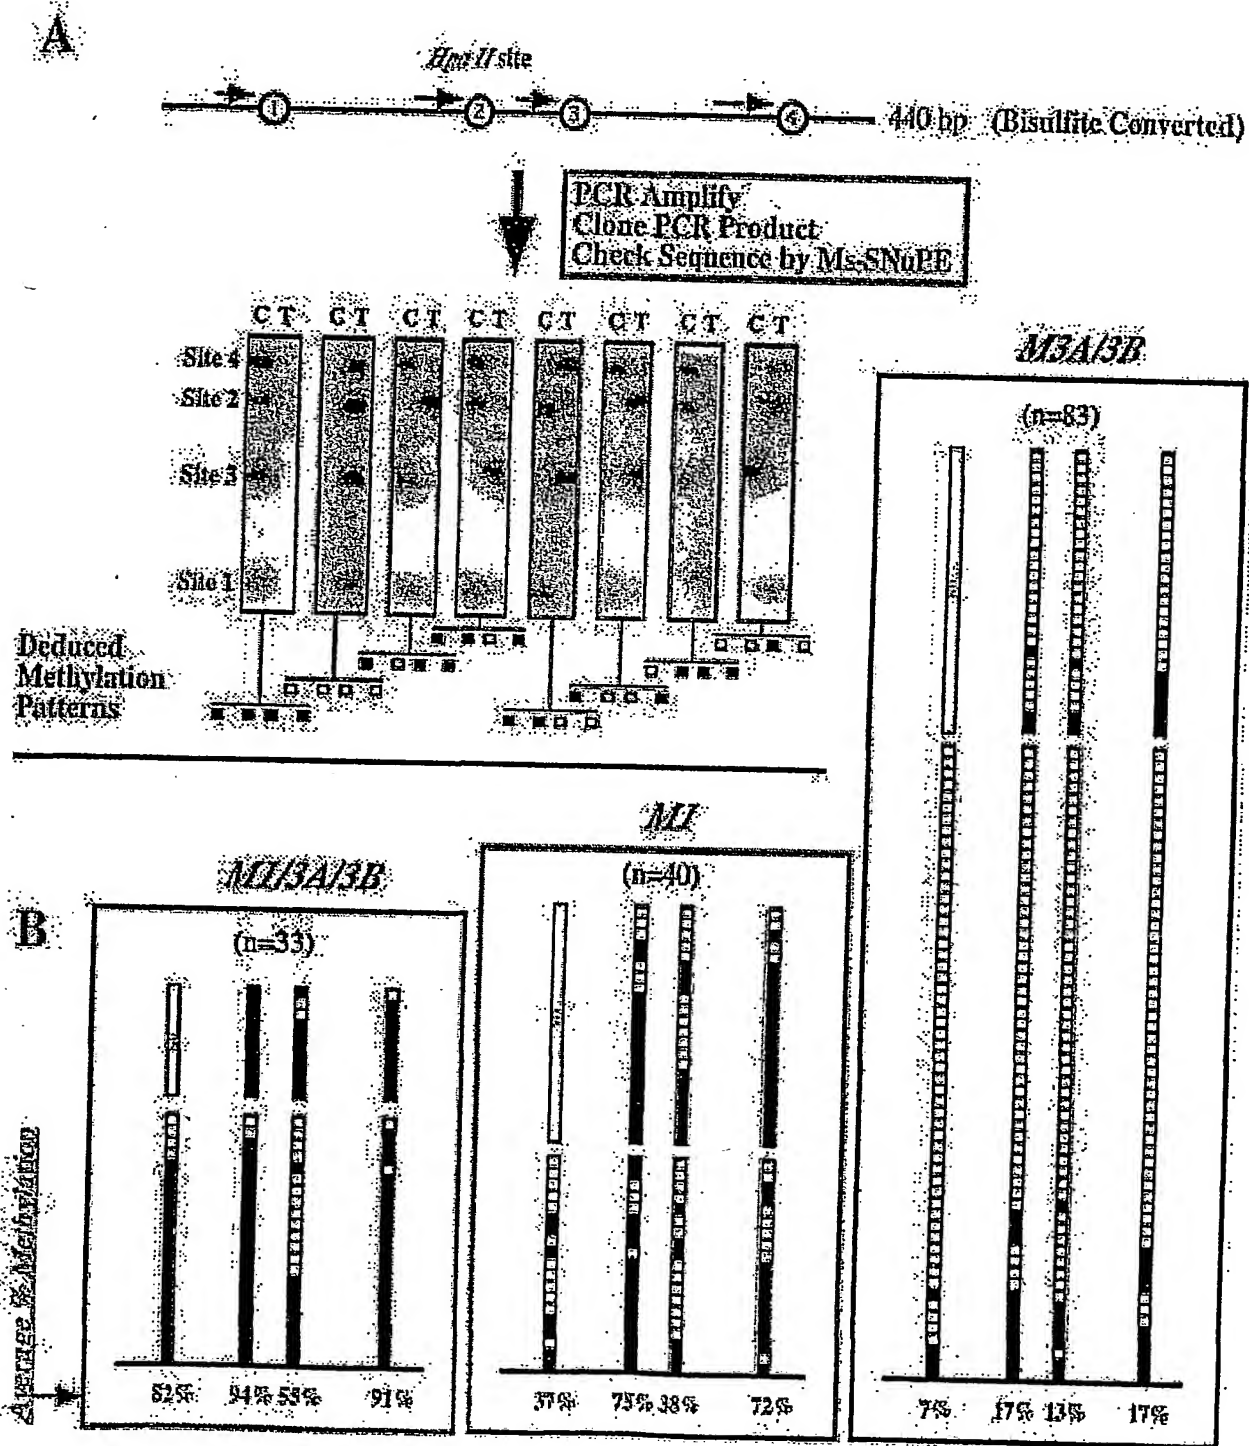 A
Hpa II site
1 2 3 4
440 bp (Bisulfite Converted)
PCR Amplify
Clone PCR Product
Check Sequence by Ms-SNuPE
C T C T C T C T C T C T C T C T
Site 4
Site 2
Site 3
Site 1
Deduced
Methylation
Patterns
M3A/3B
(n=83)
7% 17% 13% 17%
B
M1/3A/3B
(n=33)
82% 94% 55% 91%
M1
(n=40)
37% 75% 38% 72%
Average % Methylation